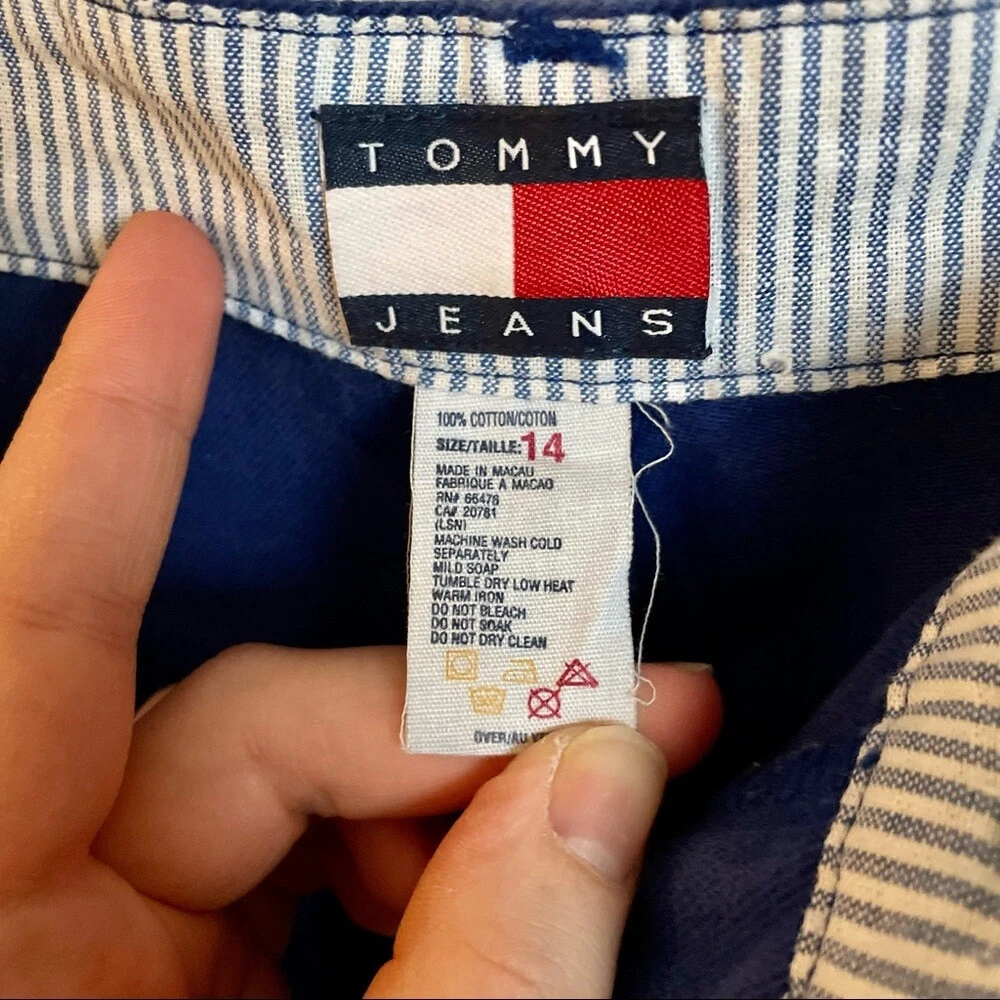 TOMMY
JEANS
100% COTTON/COTON
SIZE/TAILLE: 14
MADE IN MACAU
FABRIQUE A MACAO
RN# 66476
CA# 20781
(LSN)
MACHINE WASH COLD
SEPARATELY
MILD SOAP
TUMBLE DRY LOW HEAT
WARM IRON
DO NOT BLEACH
DO NOT SOAK
DO NOT DRY CLEAN
OVER/AU